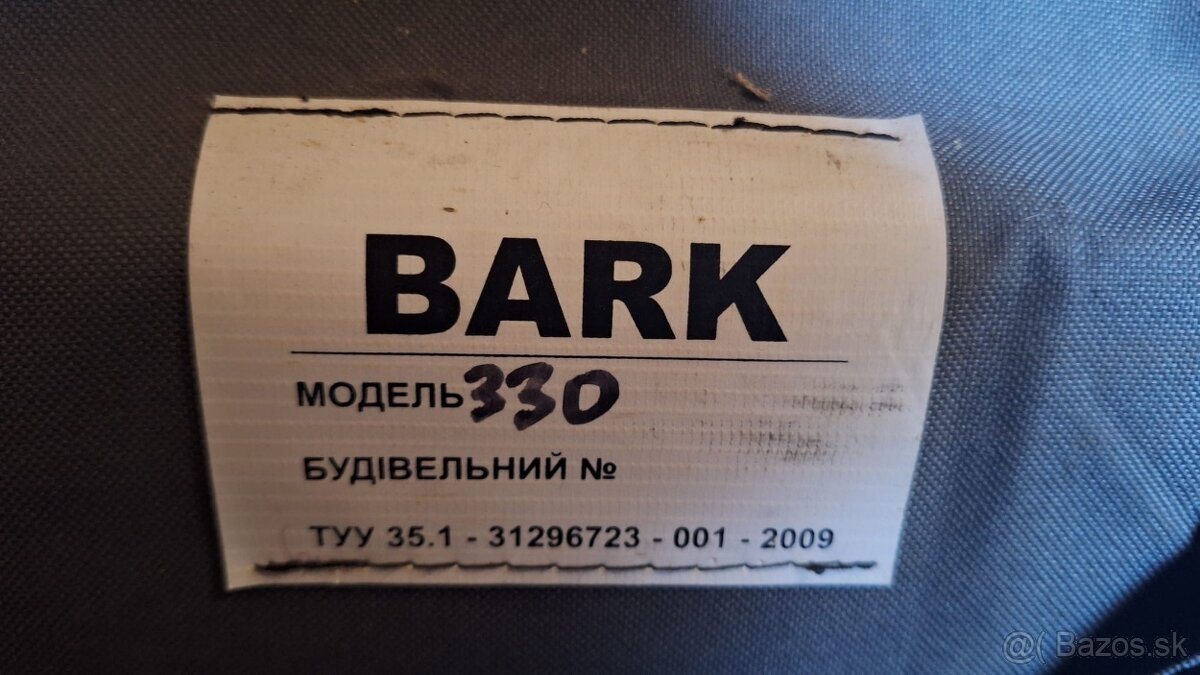 BARK
МОДЕЛЬ 330
БУДІВЕЛЬНИЙ №
ТУУ 35.1 - 31296723 - 001 - 2009
@( Bazos.sk